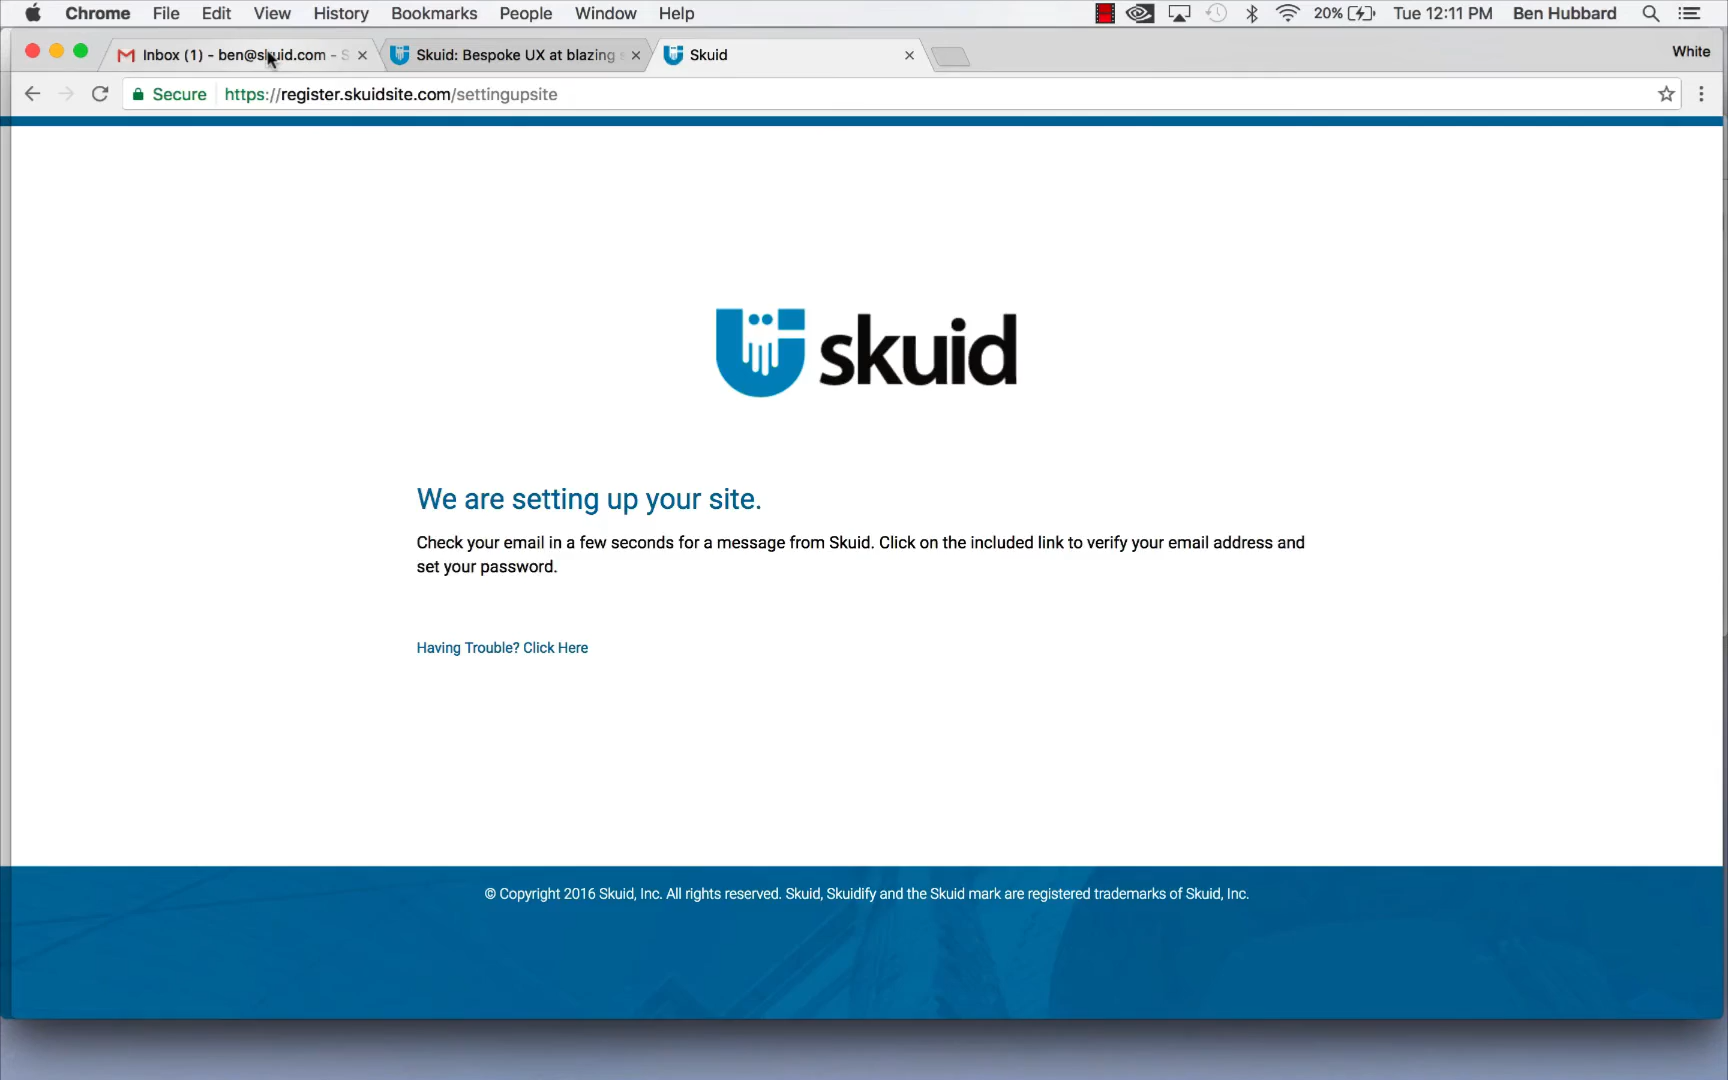 Chrome File Edit View History Bookmarks People Window Help 20% Tue 12:11 PM Ben Hubbard
Inbox (1) - ben@skuid.com - S Skuid: Bespoke UX at blazing s Skuid White
Secure https://register.skuidsite.com/settingupsite
skuid
We are setting up your site.
Check your email in a few seconds for a message from Skuid. Click on the included link to verify your email address and
set your password.
Having Trouble? Click Here
© Copyright 2016 Skuid, Inc. All rights reserved. Skuid, Skuidify and the Skuid mark are registered trademarks of Skuid, Inc.